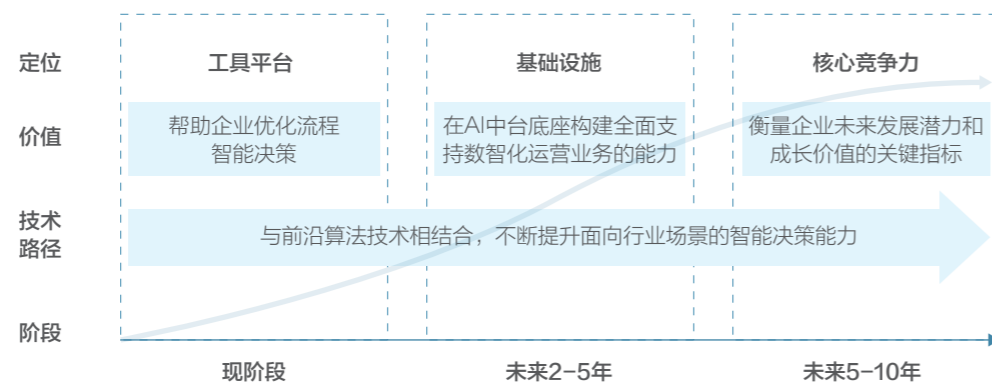 定位
工具平台
基础设施
核心竞争力
价值
帮助企业优化流程
智能决策
在AI中台底座构建全面支
持数智化运营业务的能力
衡量企业未来发展潜力和
成长价值的关键指标
技术
路径
与前沿算法技术相结合，不断提升面向行业场景的智能决策能力
阶段
现阶段
未来2-5年
未来5-10年